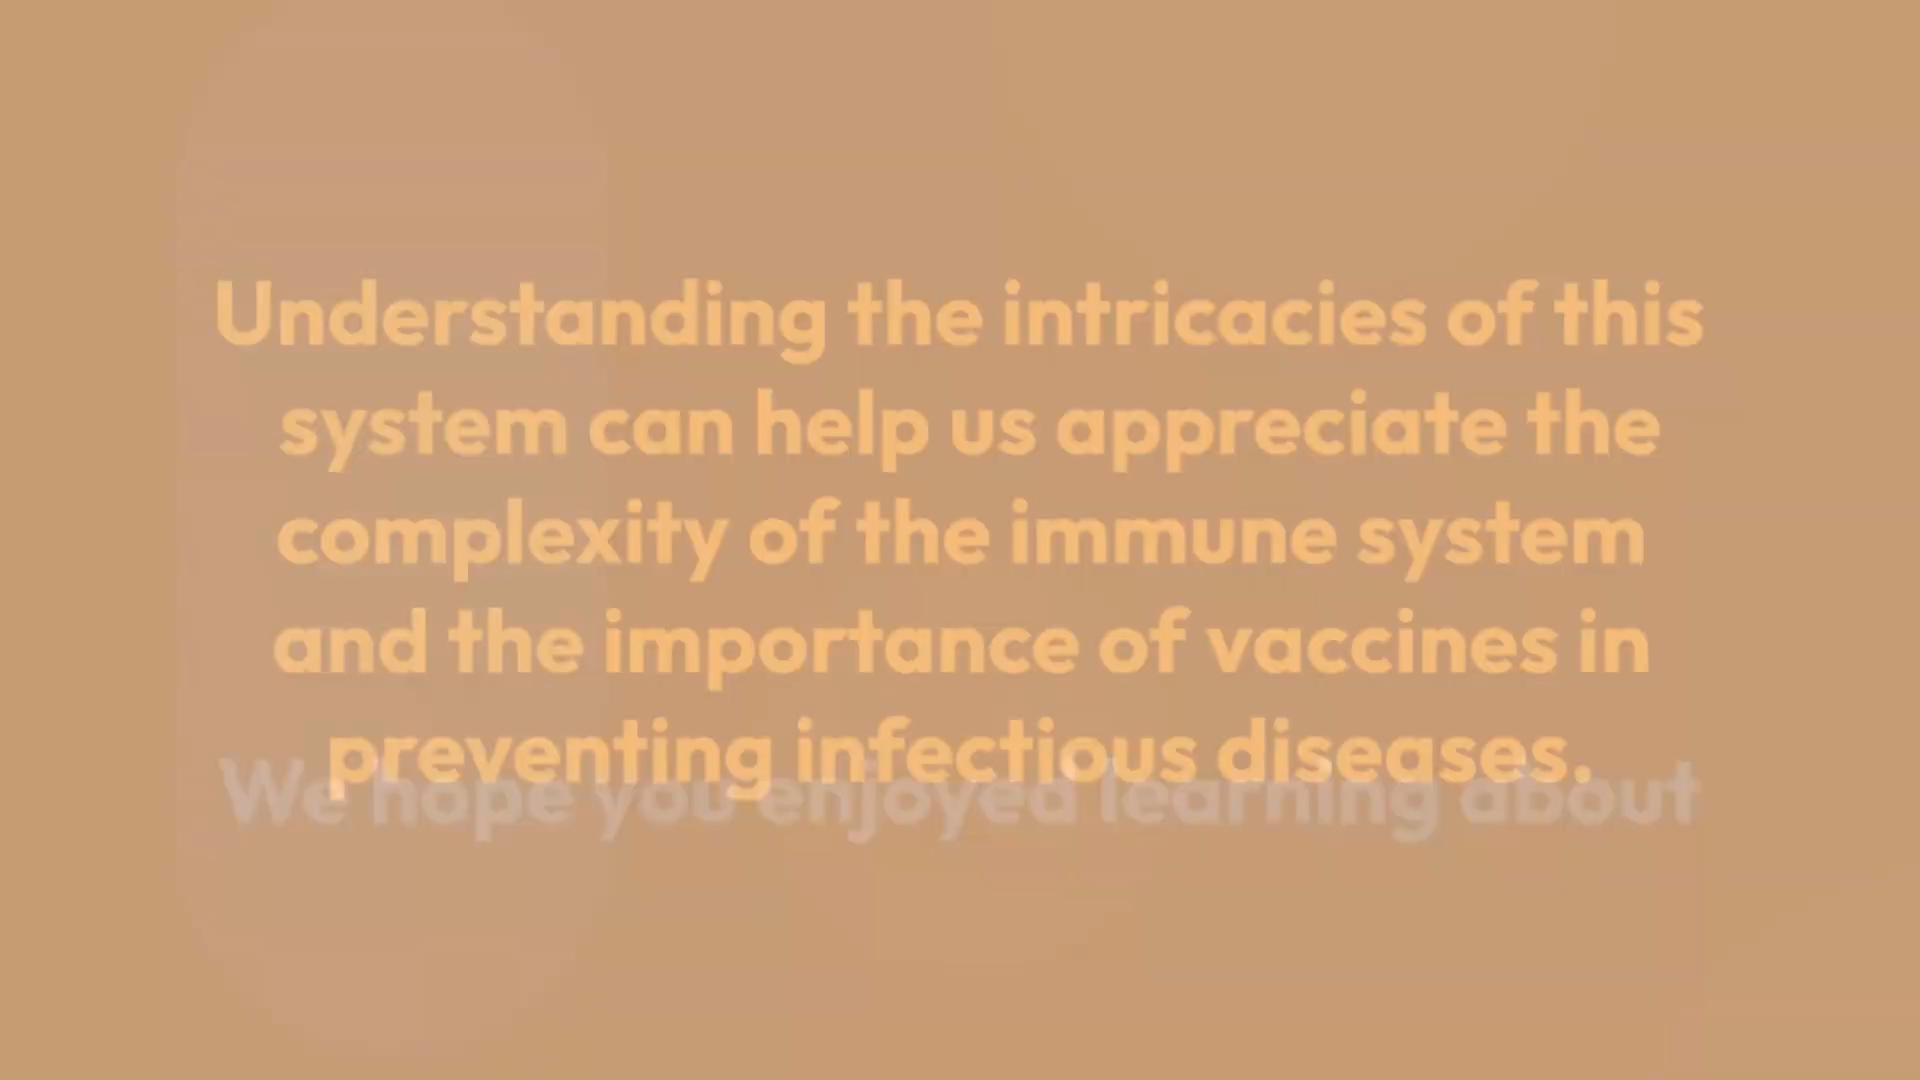 Understanding the intricacies of this
system can help us appreciate the
complexity of the immune system
and the importance of vaccines in
preventing infectious diseases.
We hope you enjoyed learning about